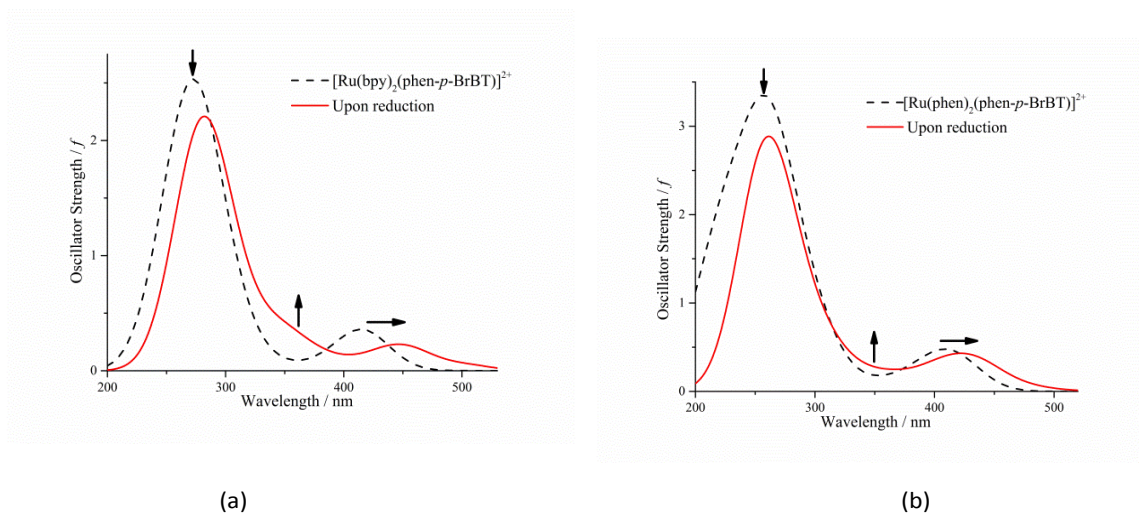 [Ru(bpy)₂(phen-p-BrBT)]²⁺
Upon reduction
Oscillator Strength / f
2
1
0
200
300
400
500
Wavelength / nm
(a)
[Ru(phen)₂(phen-p-BrBT)]²⁺
Upon reduction
Oscillator Strength / f
3
2
1
0
200
300
400
500
Wavelength / nm
(b)